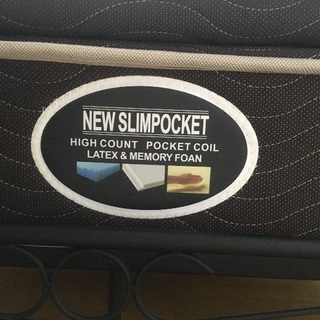 NEW SLIMPOCKET
HIGH COUNT POCKET COIL
LATEX & MEMORY FOAN